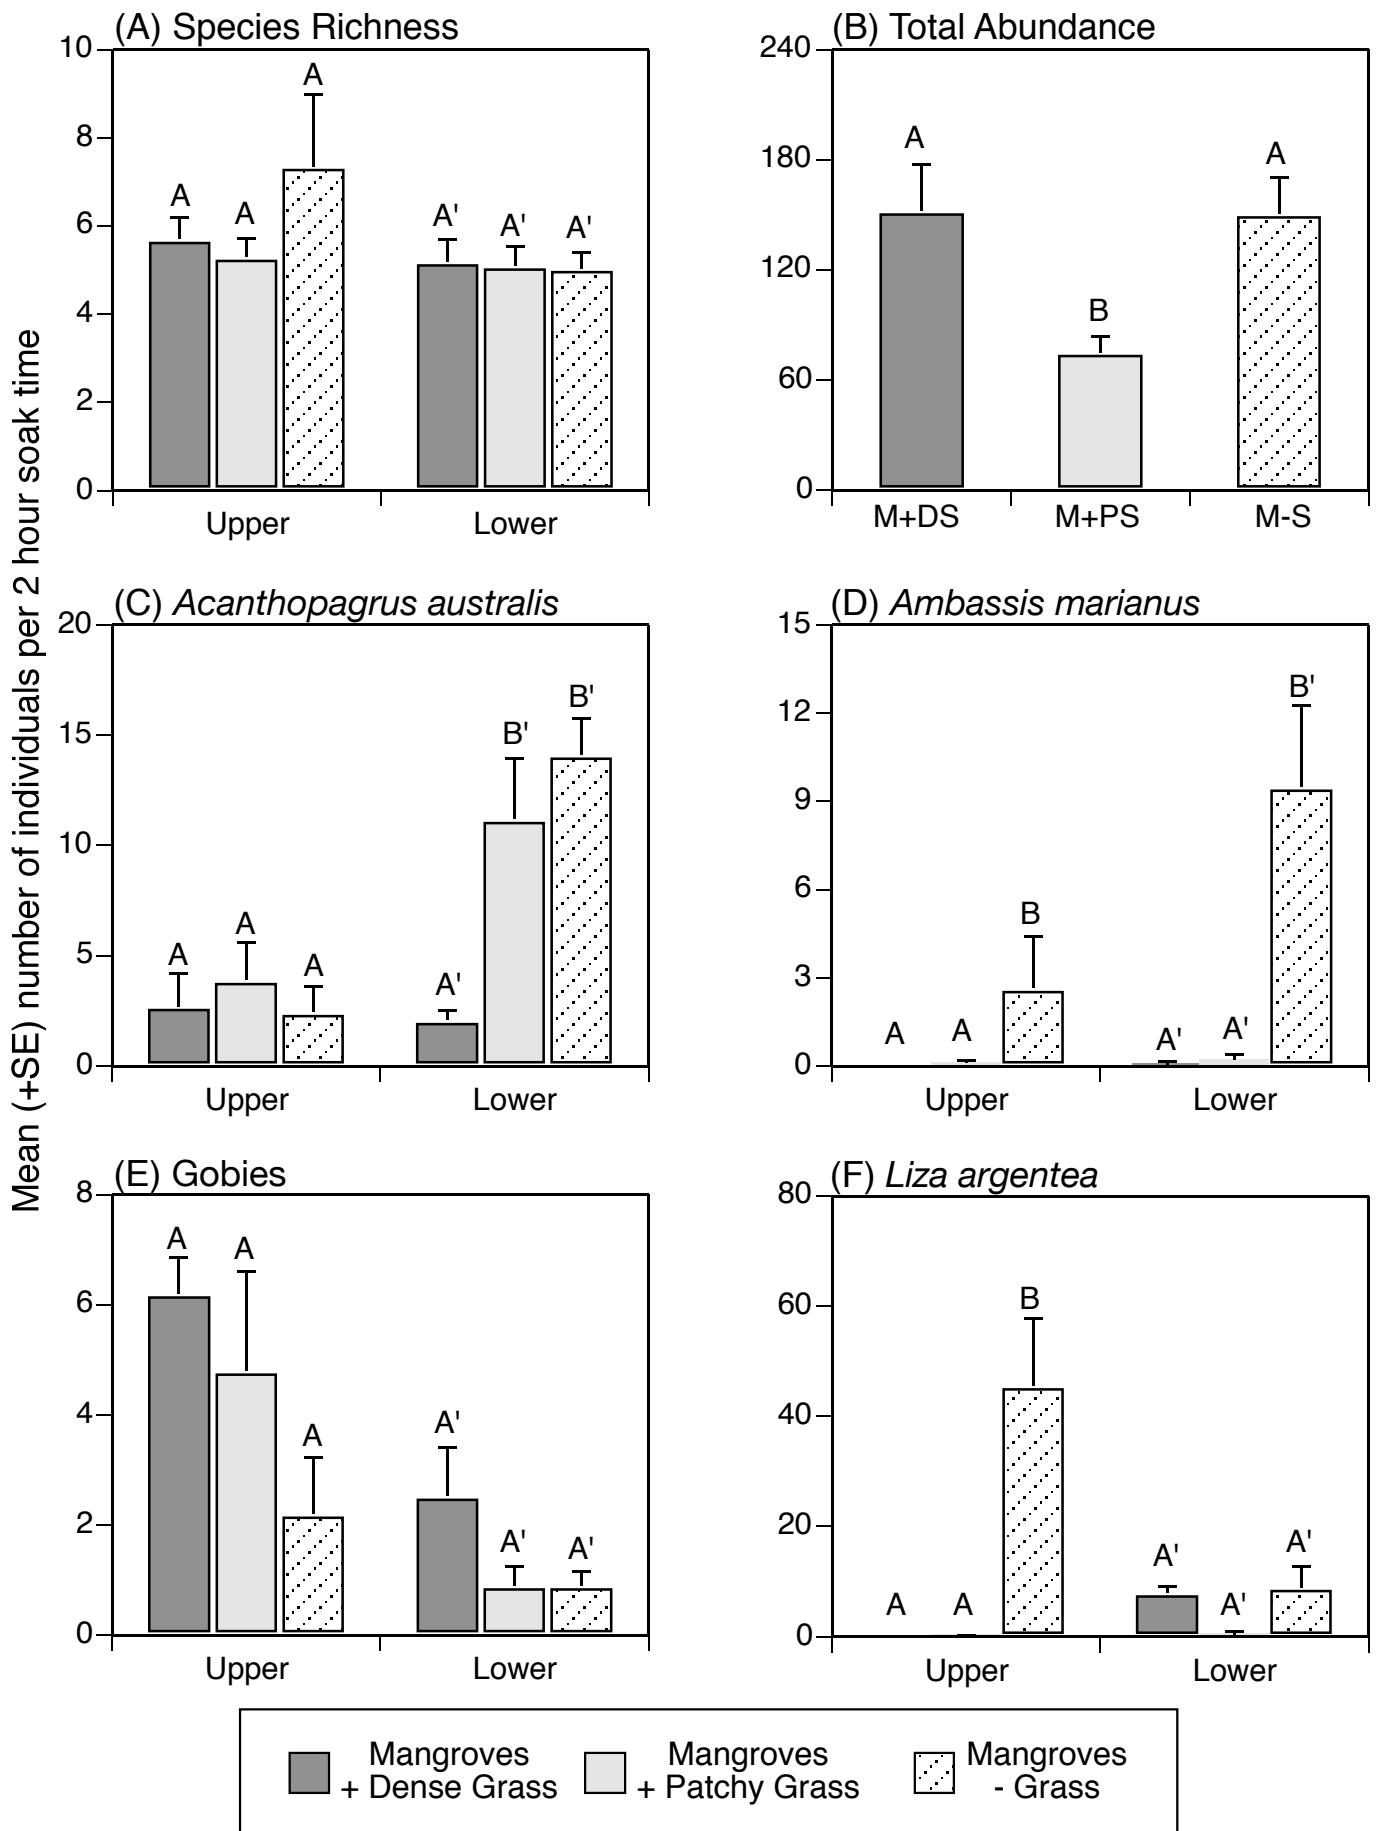 Mean (+SE) number of individuals per 2 hour soak time
(A) Species Richness
10
8
6
4
2
0
A
A
A
A'
A'
A'
Upper
Lower
(B) Total Abundance
240
180
120
60
0
A
B
A
M+DS
M+PS
M-S
(C) Acanthopagrus australis
20
15
10
5
0
A
A
A
A'
B'
B'
Upper
Lower
(D) Ambassis marianus
15
12
9
6
3
0
A
A
B
A'
A'
B'
Upper
Lower
(E) Gobies
8
6
4
2
0
A
A
A
A'
A'
A'
Upper
Lower
(F) Liza argentea
80
60
40
20
0
A
A
B
A'
A'
A'
Upper
Lower
Mangroves
+ Dense Grass
Mangroves
+ Patchy Grass
Mangroves
- Grass